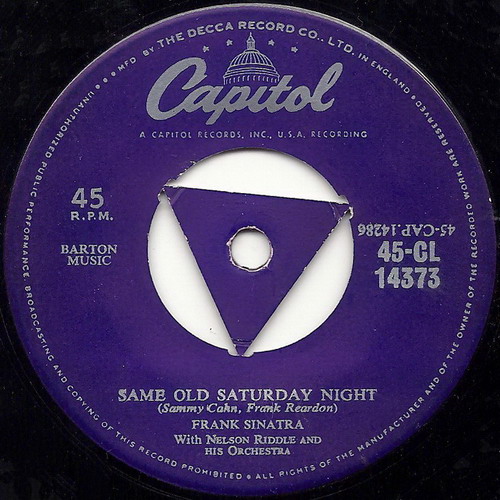 MFD BY THE DECCA RECORD CO., LTD. IN ENGLAND. ALL RIGHTS OF THE MANUFACTURER AND OF THE OWNER OF THE RECORDED WORK ARE RESERVED • UNAUTHORISED PUBLIC PERFORMANCE, BROADCASTING AND COPYING OF THIS RECORD PROHIBITED •
Capitol
A CAPITOL RECORDS, INC., U.S.A. RECORDING
45
R.P.M.
45-CAP.14286
BARTON
MUSIC
45-CL
14373
SAME OLD SATURDAY NIGHT
(Sammy Cahn, Frank Reardon)
FRANK SINATRA
With NELSON RIDDLE AND
HIS ORCHESTRA